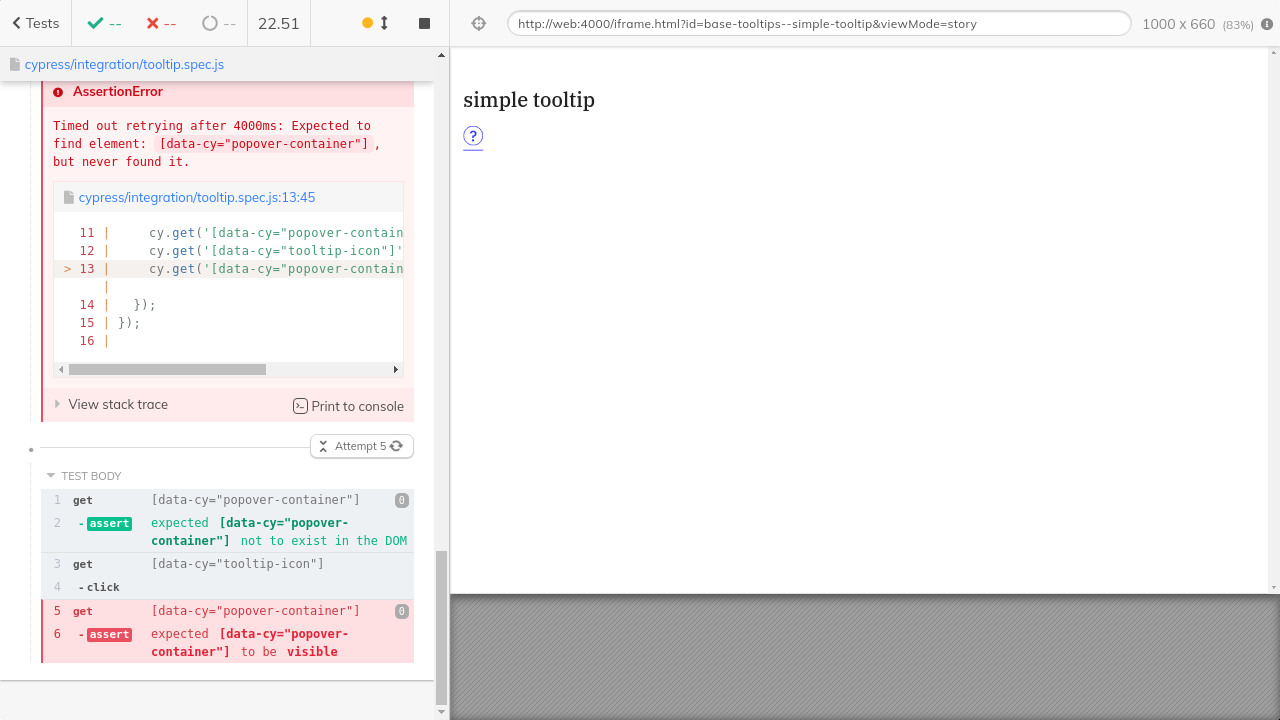 Tests
--
--
--
22.51
http://web:4000/iframe.html?id=base-tooltips--simple-tooltip&viewMode=story
1000 x 660 (83%)
cypress/integration/tooltip.spec.js
AssertionError
Timed out retrying after 4000ms: Expected to
find element: [data-cy="popover-container"],
but never found it.
cypress/integration/tooltip.spec.js:13:45
11 |     cy.get('[data-cy="popover-contain
12 |     cy.get('[data-cy="tooltip-icon"]'
> 13 |     cy.get('[data-cy="popover-contain
|
14 |   });
15 | });
16 |
View stack trace
Print to console
Attempt 5
TEST BODY
1 get [data-cy="popover-container"] 0
2 -assert expected [data-cy="popover-
container"] not to exist in the DOM
3 get [data-cy="tooltip-icon"]
4 -click
5 get [data-cy="popover-container"] 0
6 -assert expected [data-cy="popover-
container"] to be visible
simple tooltip
?